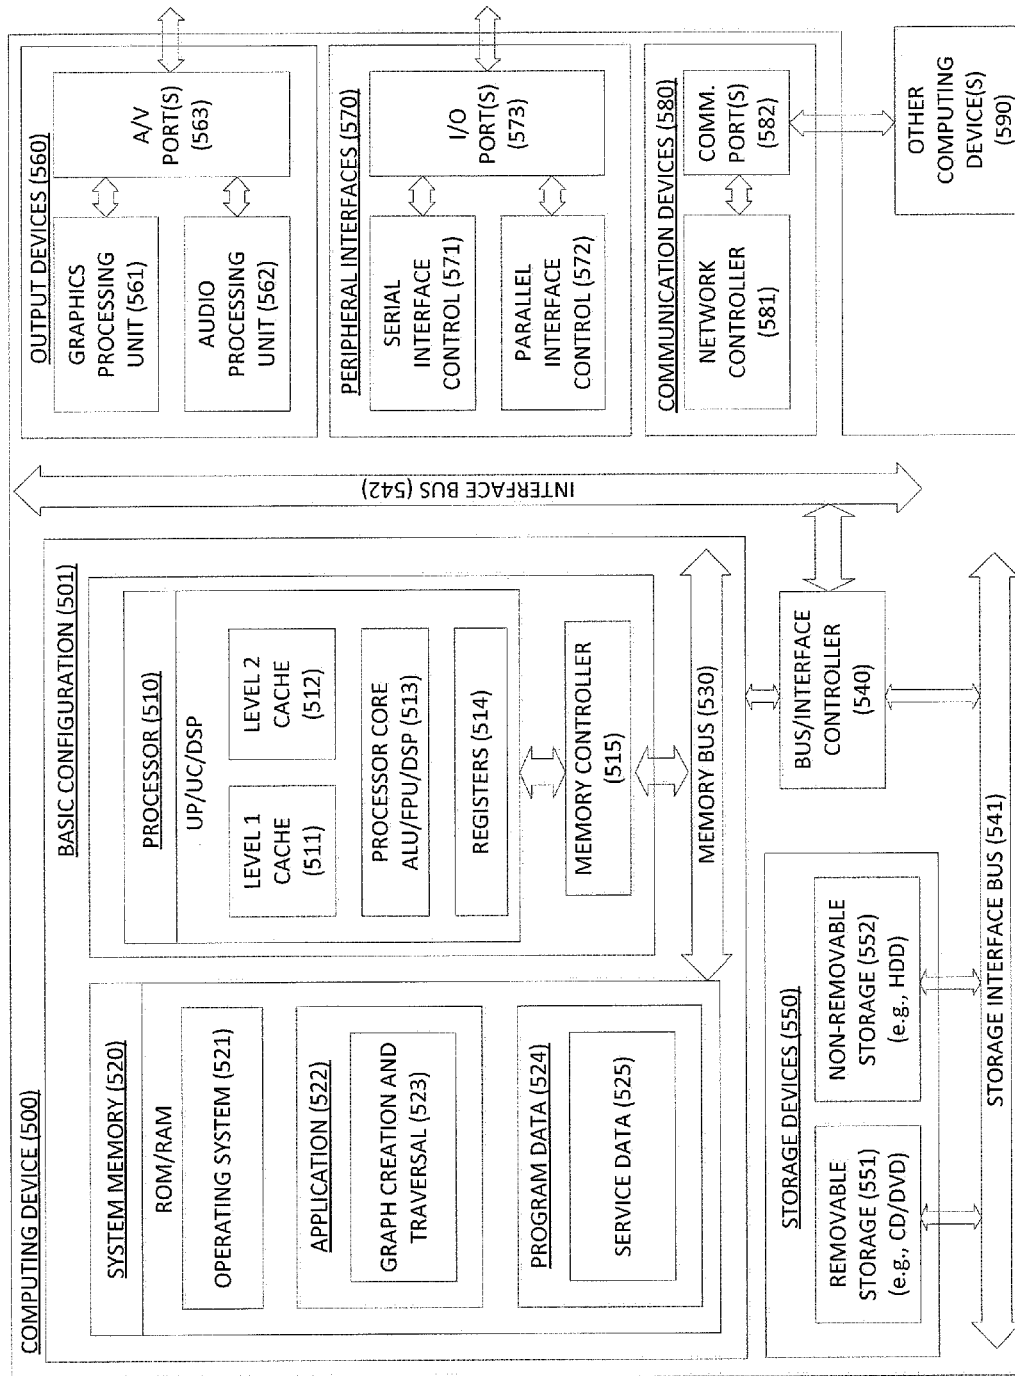 COMPUTING DEVICE (500)
BASIC CONFIGURATION (501)
SYSTEM MEMORY (520)
ROM/RAM
OPERATING SYSTEM (521)
APPLICATION (522)
GRAPH CREATION AND
TRAVERSAL (523)
PROGRAM DATA (524)
SERVICE DATA (525)
PROCESSOR (510)
UP/UC/DSP
LEVEL 1
CACHE
(511)
LEVEL 2
CACHE
(512)
PROCESSOR CORE
ALU/FPU/DSP (513)
REGISTERS (514)
MEMORY CONTROLLER
(515)
MEMORY BUS (530)
BUS/INTERFACE
CONTROLLER
(540)
INTERFACE BUS (542)
STORAGE DEVICES (550)
REMOVABLE
STORAGE (551)
(e.g., CD/DVD)
NON-REMOVABLE
STORAGE (552)
(e.g., HDD)
STORAGE INTERFACE BUS (541)
OUTPUT DEVICES (560)
GRAPHICS
PROCESSING
UNIT (561)
AUDIO
PROCESSING
UNIT (562)
A/V
PORT(S)
(563)
PERIPHERAL INTERFACES (570)
SERIAL
INTERFACE
CONTROL (571)
PARALLEL
INTERFACE
CONTROL (572)
I/O
PORT(S)
(573)
COMMUNICATION DEVICES (580)
NETWORK
CONTROLLER
(581)
COMM.
PORT(S)
(582)
OTHER
COMPUTING
DEVICE(S)
(590)